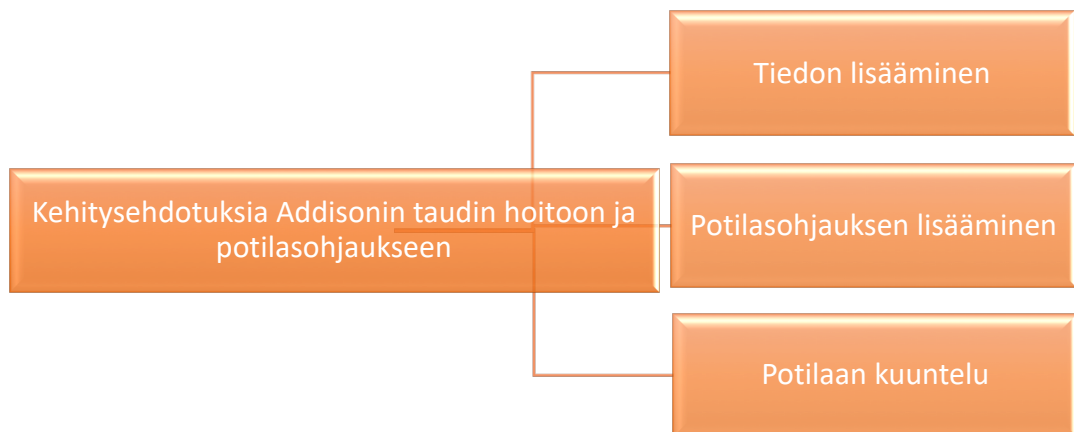 Tiedon lisääminen
Kehitysehdotuksia Addisonin taudin hoitoon ja
potilasohjaukseen
Potilasohjauksen lisääminen
Potilaan kuuntelu